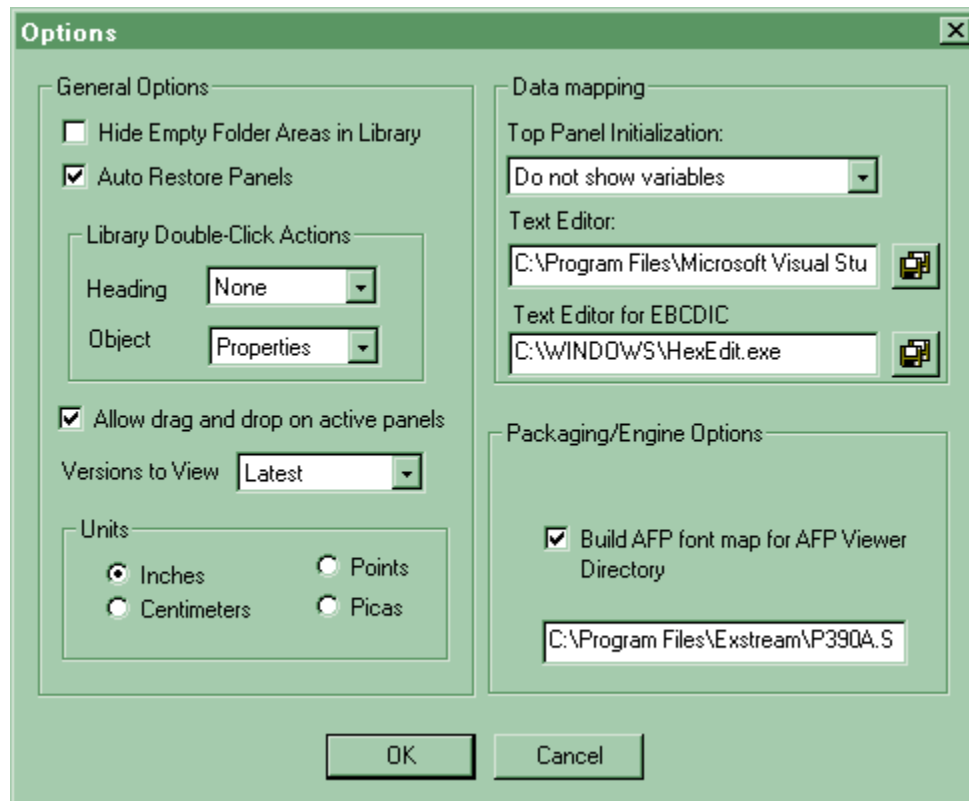 Options
General Options
Hide Empty Folder Areas in Library
Auto Restore Panels
Library Double-Click Actions
Heading
None
Object
Properties
Allow drag and drop on active panels
Versions to View
Latest
Units
Inches
Points
Centimeters
Picas
Data mapping
Top Panel Initialization:
Do not show variables
Text Editor:
C:\Program Files\Microsoft Visual Stu
Text Editor for EBCDIC
C:\WINDOWS\HexEdit.exe
Packaging/Engine Options
Build AFP font map for AFP Viewer
Directory
C:\Program Files\Exstream\P390A.S
OK
Cancel